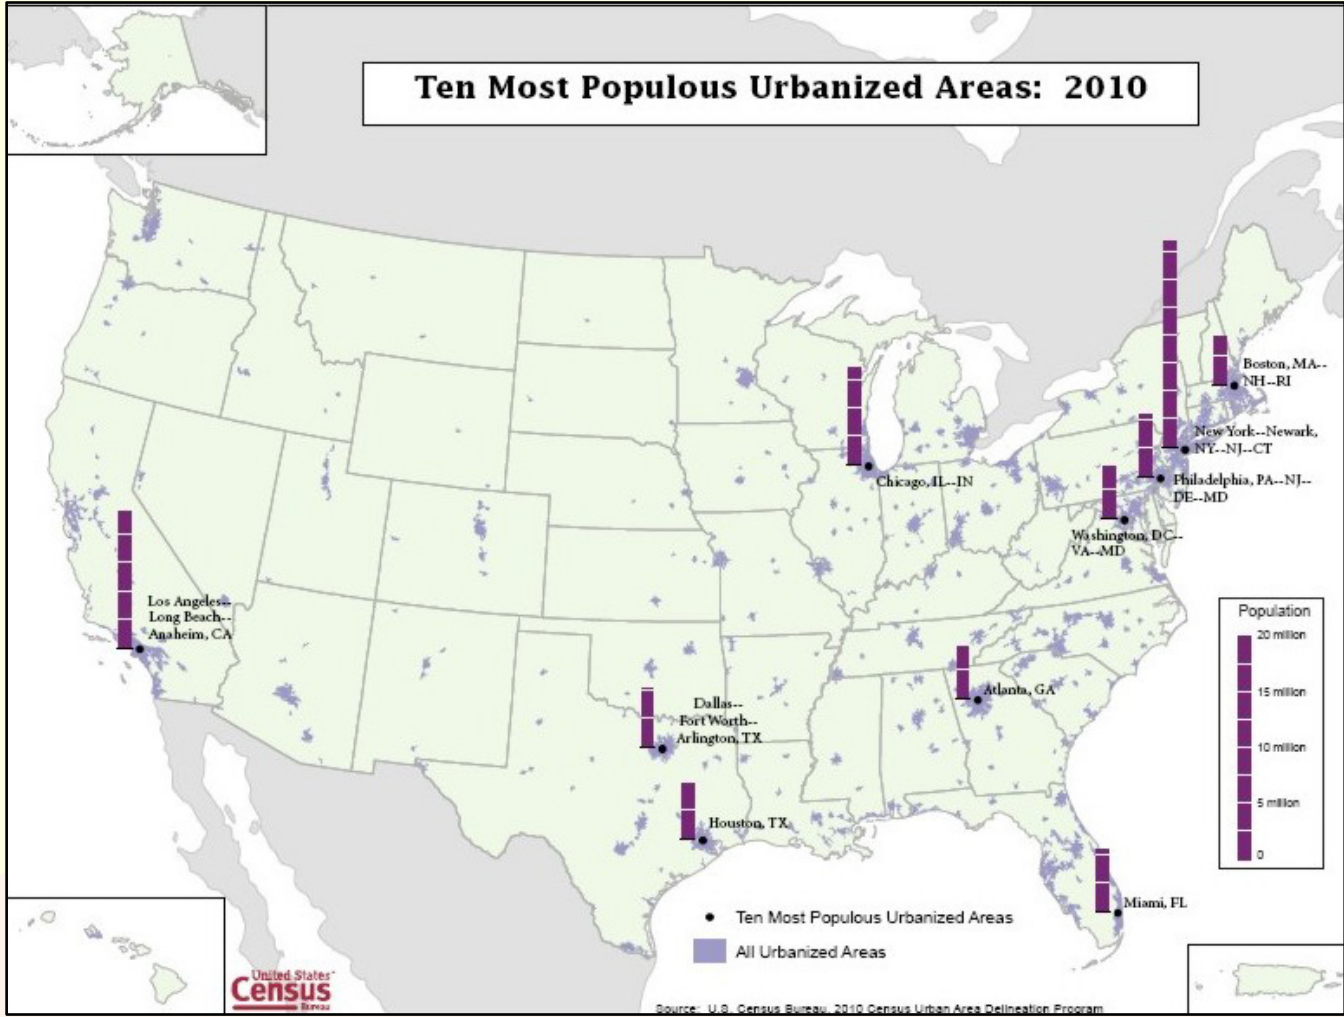 Ten Most Populous Urbanized Areas: 2010
Boston, MA--
NH--RI
New York--Newark,
NY--NJ--CT
Chicago, IL--IN
Philadelphia, PA--NJ--
DE--MD
Washington, DC--
VA--MD
Los Angeles--
Long Beach--
Anaheim, CA
Atlanta, GA
Dallas--
Fort Worth--
Arlington, TX
Houston, TX
Miami, FL
Population
20 million
15 million
10 million
5 million
0
Ten Most Populous Urbanized Areas
All Urbanized Areas
United States™
Census
Bureau
Source: U.S. Census Bureau, 2010 Census Urban Area Delineation Program